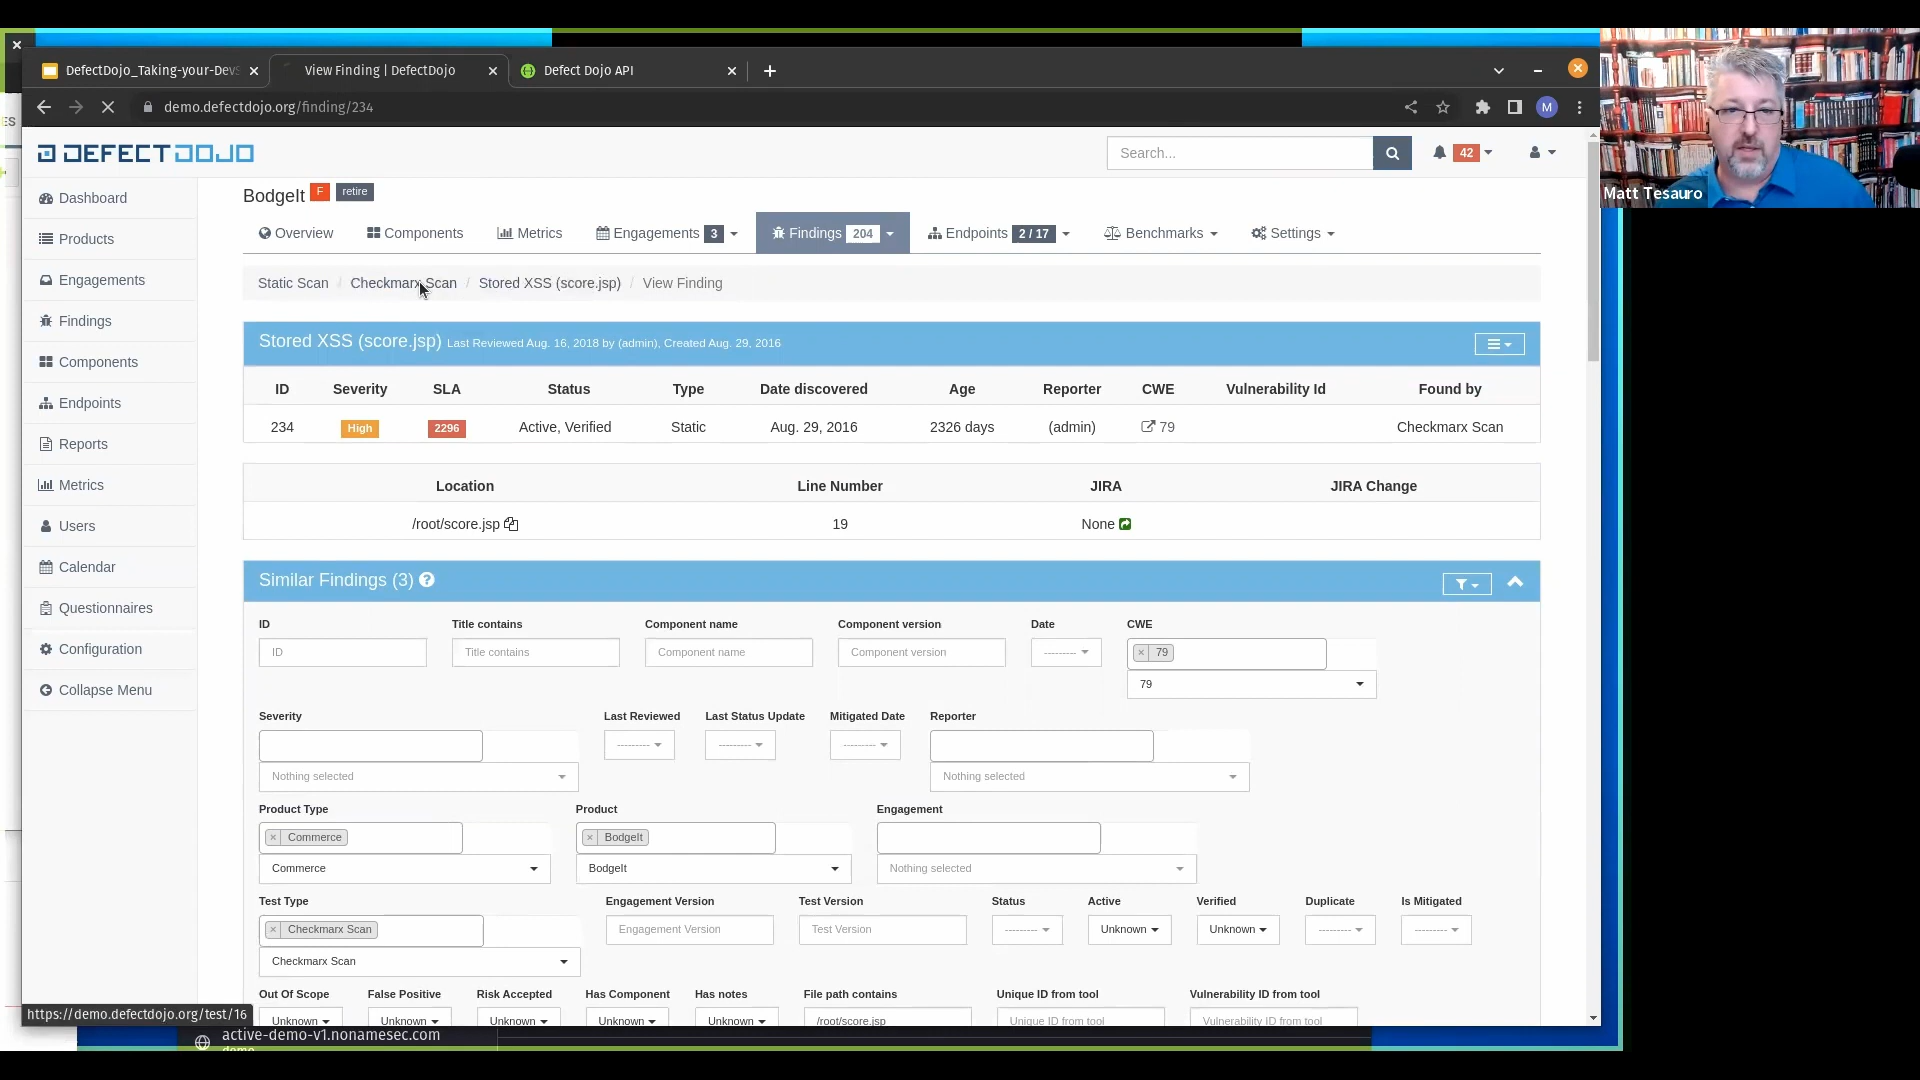 DefectDojo_Taking-your-Dev
View Finding | DefectDojo
Defect Dojo API
demo.defectdojo.org/finding/234
M
ES
DEFECTDOJO
Search...
42
Matt Tesauro
Dashboard
Products
Engagements
Findings
Components
Endpoints
Reports
Metrics
Users
Calendar
Questionnaires
Configuration
Collapse Menu
BodgeIt F retire
Overview Components Metrics Engagements 3 Findings 204 Endpoints 2 / 17 Benchmarks Settings
Static Scan / Checkmarx Scan / Stored XSS (score.jsp) / View Finding
Stored XSS (score.jsp) Last Reviewed Aug. 16, 2018 by (admin), Created Aug. 29, 2016
ID Severity SLA Status Type Date discovered Age Reporter CWE Vulnerability Id Found by
234 High 2296 Active, Verified Static Aug. 29, 2016 2326 days (admin) 79 Checkmarx Scan
Location Line Number JIRA JIRA Change
/root/score.jsp 19 None
Similar Findings (3)
ID Title contains Component name Component version Date CWE
ID Title contains Component name Component version --------- × 79
79
Severity Last Reviewed Last Status Update Mitigated Date Reporter
--------- --------- ---------
Nothing selected Nothing selected
Product Type Product Engagement
× Commerce × BodgeIt
Commerce BodgeIt Nothing selected
Test Type Engagement Version Test Version Status Active Verified Duplicate Is Mitigated
× Checkmarx Scan Engagement Version Test Version --------- Unknown Unknown --------- ---------
Checkmarx Scan
Out Of Scope False Positive Risk Accepted Has Component Has notes File path contains Unique ID from tool Vulnerability ID from tool
Unknown Unknown Unknown Unknown Unknown /root/score.jsp Unique ID from tool Vulnerability ID from tool
https://demo.defectdojo.org/test/16
active-demo-v1.nonamesec.com